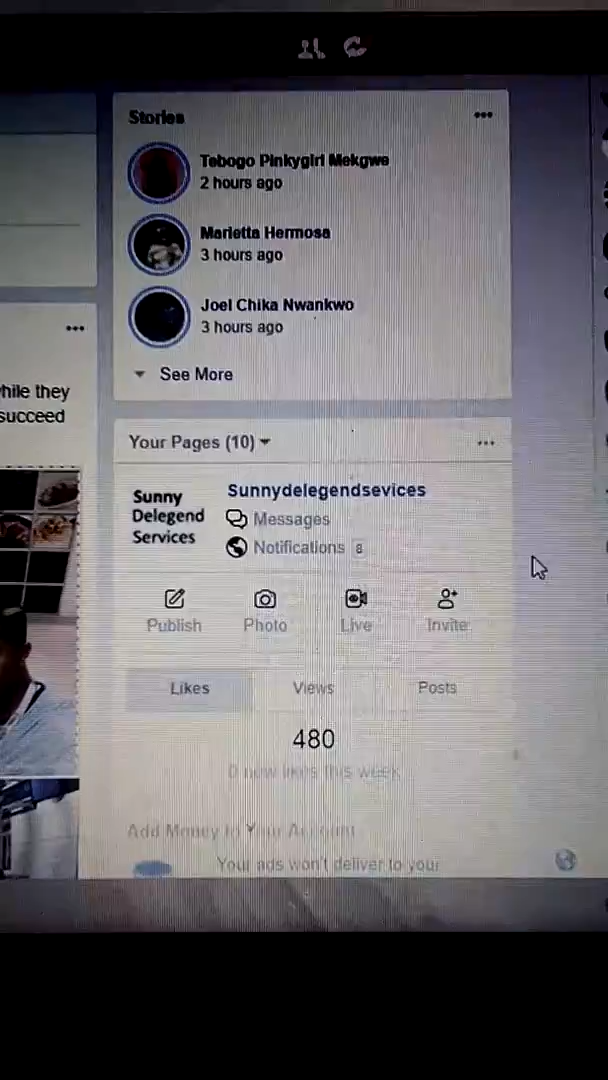 Stories
Tebogo Pinkygirl Mekgwe
2 hours ago
Marietta Hermosa
3 hours ago
Joel Chika Nwankwo
3 hours ago
See More
while they
succeed
Your Pages (10)
Sunny
Delegend
Services
Sunnydelegendsevices
Messages
Notifications 8
Publish Photo Live Invite
Likes Views Posts
480
0 new likes this week
Add Money to Your Account
Your ads won't deliver to your